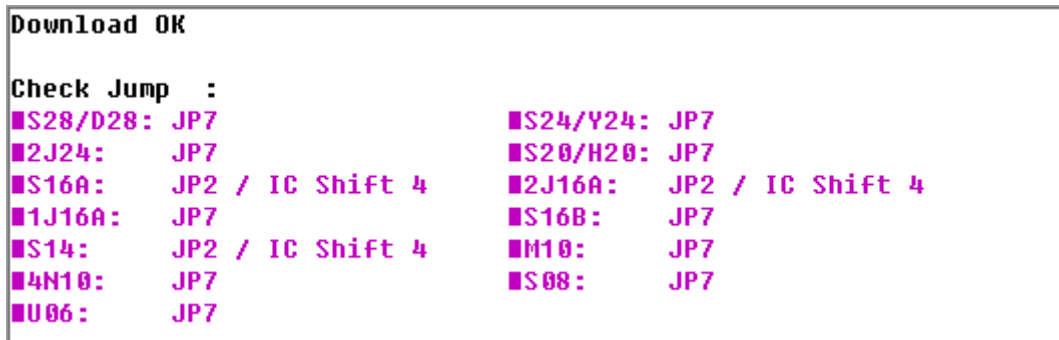 Download OK
Check Jump  :
■S28/D28: JP7 ■S24/Y24: JP7
■2J24: JP7 ■S20/H20: JP7
■S16A: JP2 / IC Shift 4 ■2J16A: JP2 / IC Shift 4
■1J16A: JP7 ■S16B: JP7
■S14: JP2 / IC Shift 4 ■M10: JP7
■4N10: JP7 ■S08: JP7
■U06: JP7